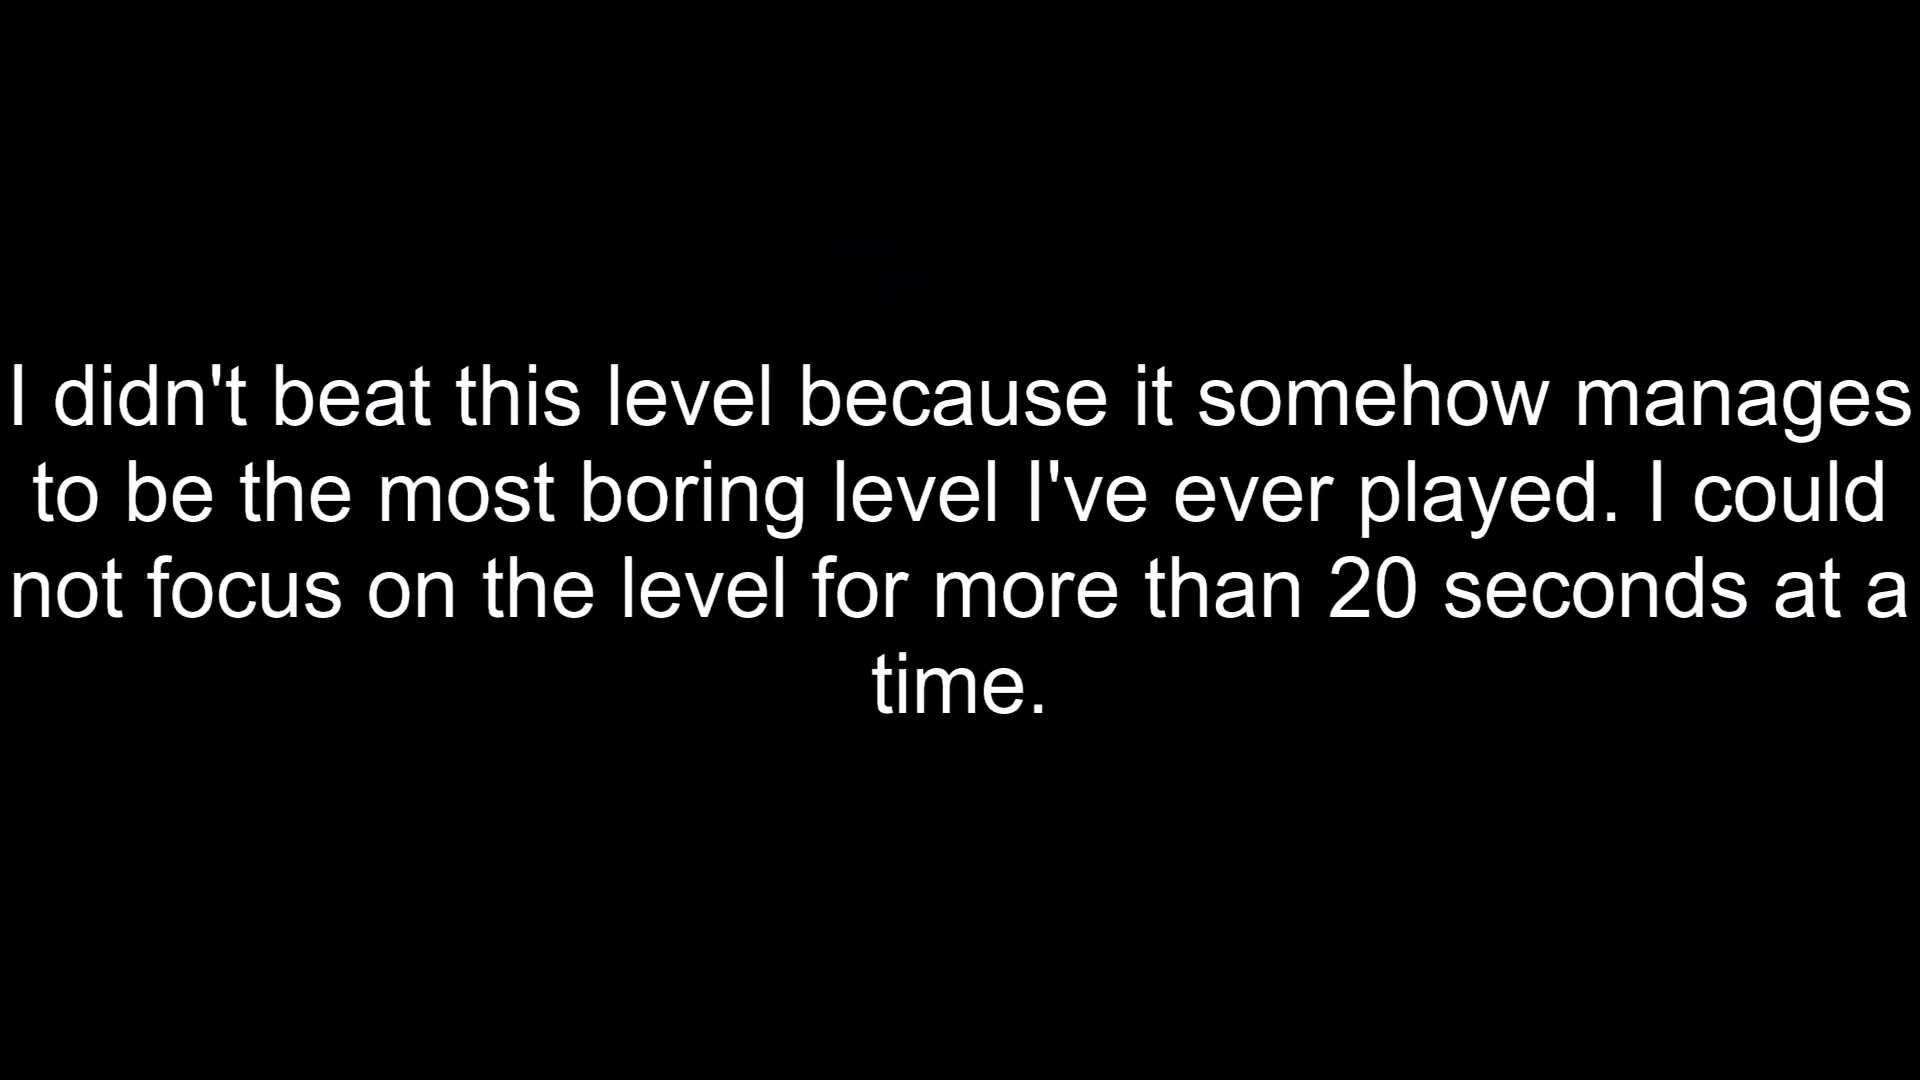 I didn't beat this level because it somehow manages
to be the most boring level I've ever played. I could
not focus on the level for more than 20 seconds at a
time.